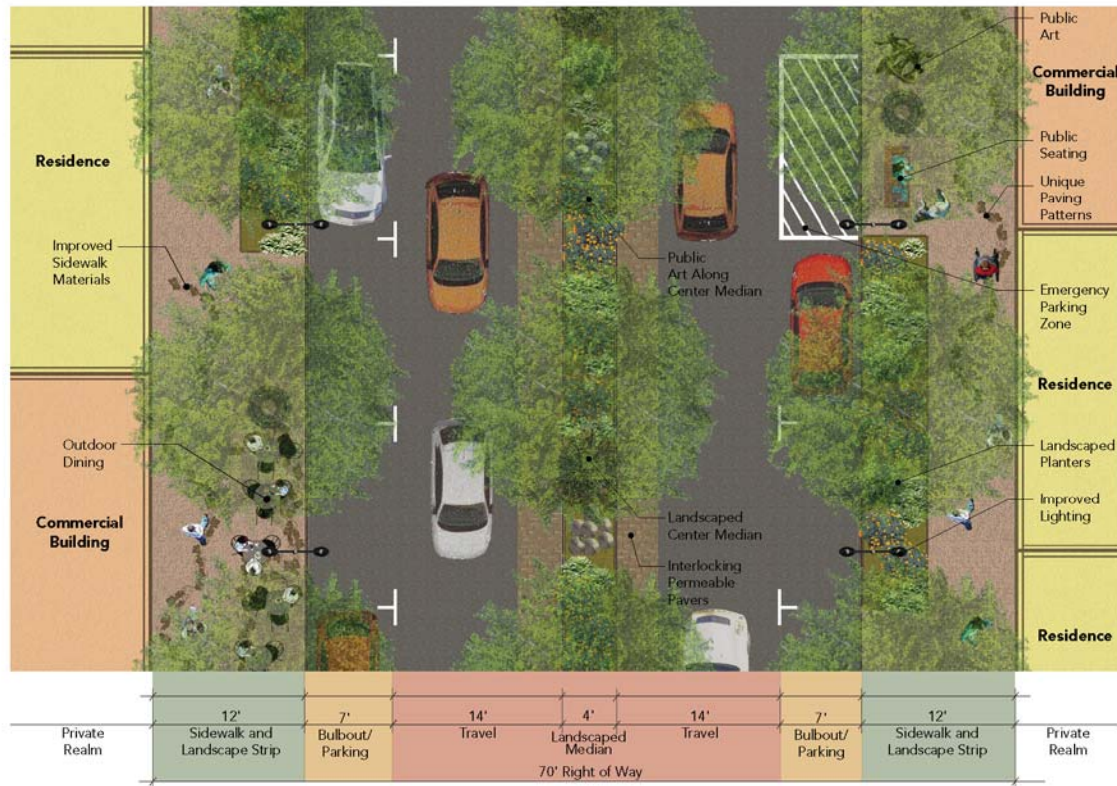 Public
Art
Commercial
Building
Residence
Public
Seating
Unique
Paving
Patterns
Improved
Sidewalk
Materials
Public
Art Along
Center Median
Emergency
Parking
Zone
Residence
Outdoor
Dining
Landscaped
Planters
Commercial
Building
Landscaped
Center Median
Improved
Lighting
Interlocking
Permeable
Pavers
Residence
12'
7'
14'
4'
14'
7'
12'
Private
Realm
Sidewalk and
Landscape Strip
Bulbout/
Parking
Travel
Landscaped
Median
Travel
Bulbout/
Parking
Sidewalk and
Landscape Strip
Private
Realm
70' Right of Way